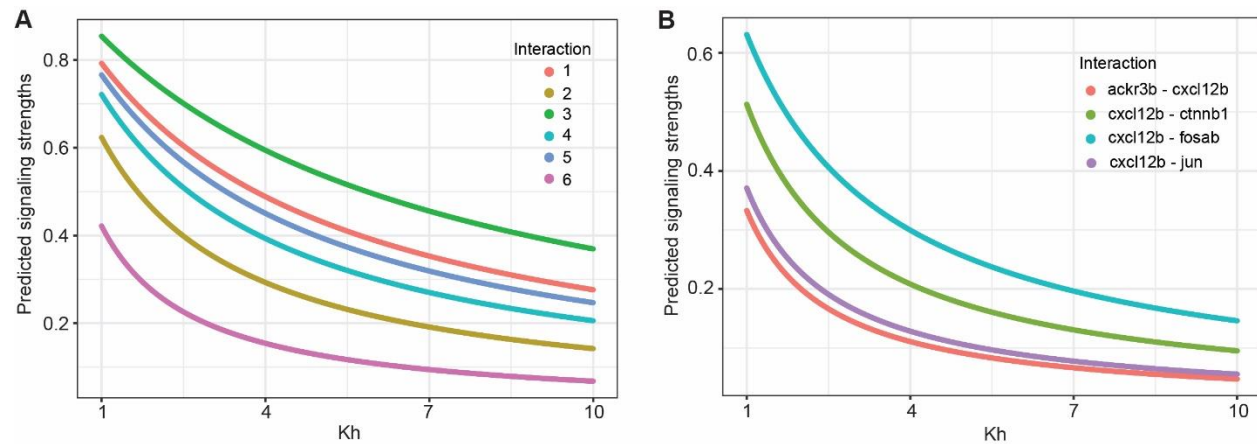 A
Predicted signaling strengths
0.8
0.6
0.4
0.2
1
4
7
10
Kh
Interaction
1
2
3
4
5
6
B
Predicted signaling strengths
0.6
0.4
0.2
1
4
7
10
Kh
Interaction
ackr3b - cxcl12b
cxcl12b - ctnnb1
cxcl12b - fosab
cxcl12b - jun